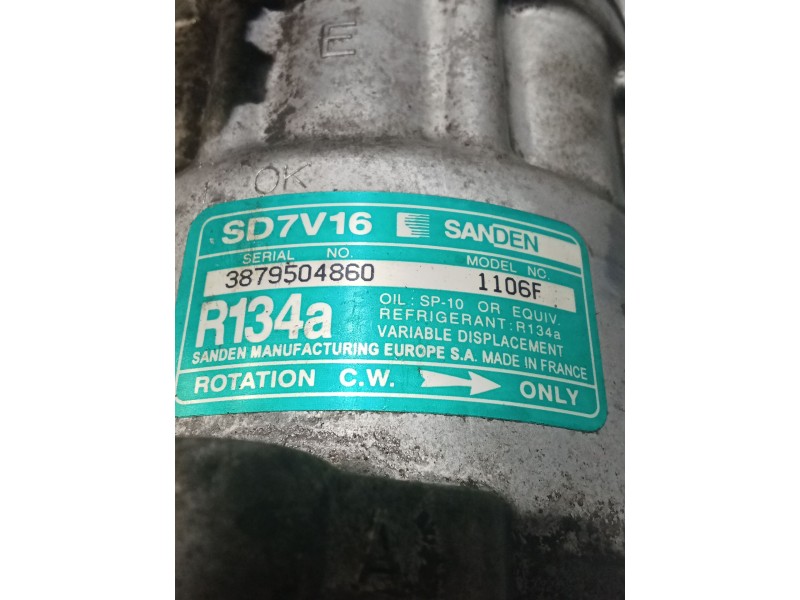 E
OK
SD7V16 SANDEN
SERIAL NO. MODEL NO.
3879504860 1106F
R134a
OIL : SP-10 OR EQUIV.
REFRIGERANT : R134a
VARIABLE DISPLACEMENT
SANDEN MANUFACTURING EUROPE S.A. MADE IN FRANCE
ROTATION C.W. ONLY
A